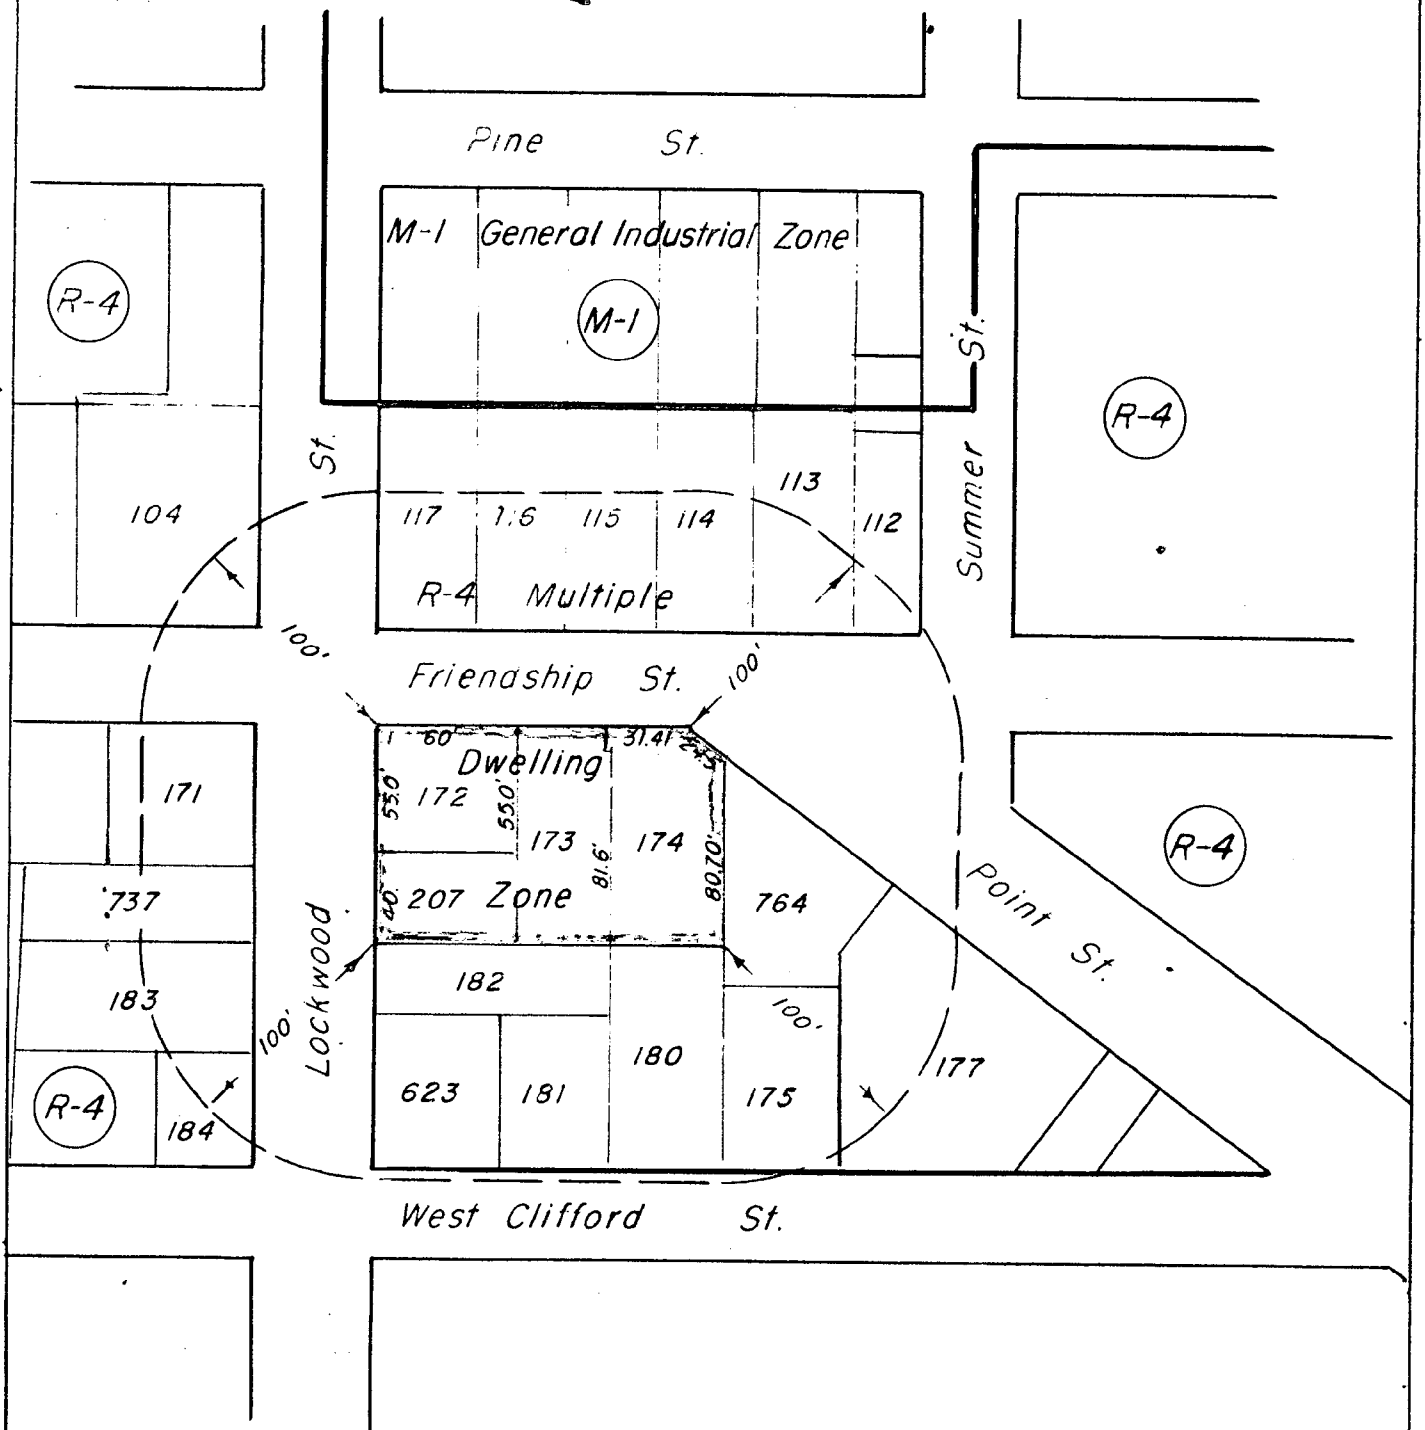 Pine St.
M-1 General Industrial Zone
R-4
M-1
St.
R-4
St.
Summer
113
104
117 116 115 114 112
R-4 Multiple
100'
Friendship St.
100'
60' 31.41
Dwelling
171
55.0'
172
55.0'
173
81.6'
174
80.70'
R-4
737
40
207 Zone
764
Point St.
Lockwood
182
183
100'
100'
180
177
R-4
623
181
175
184
West Clifford St.